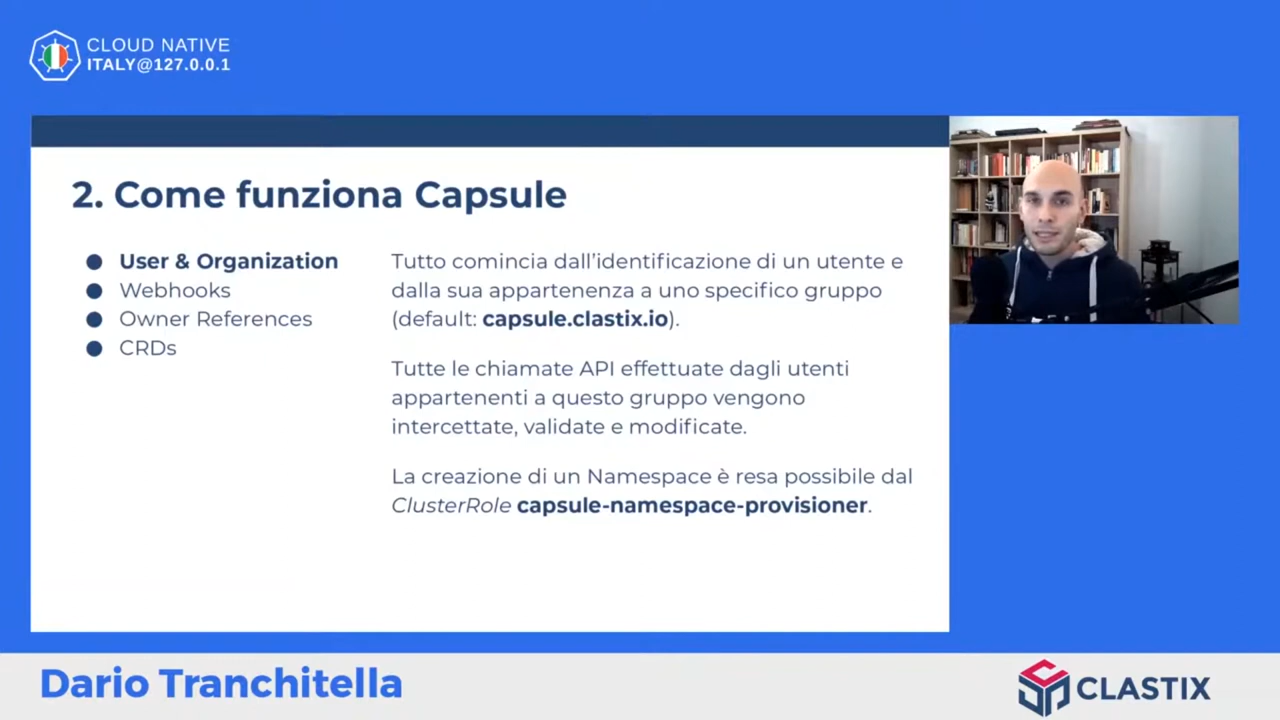 CLOUD NATIVE
ITALY@127.0.0.1
2. Come funziona Capsule
User & Organization
Webhooks
Owner References
CRDs
Tutto comincia dall’identificazione di un utente e
dalla sua appartenenza a uno specifico gruppo
(default: capsule.clastix.io).
Tutte le chiamate API effettuate dagli utenti
appartenenti a questo gruppo vengono
intercettate, validate e modificate.
La creazione di un Namespace è resa possibile dal
ClusterRole capsule-namespace-provisioner.
Dario Tranchitella
CLASTIX